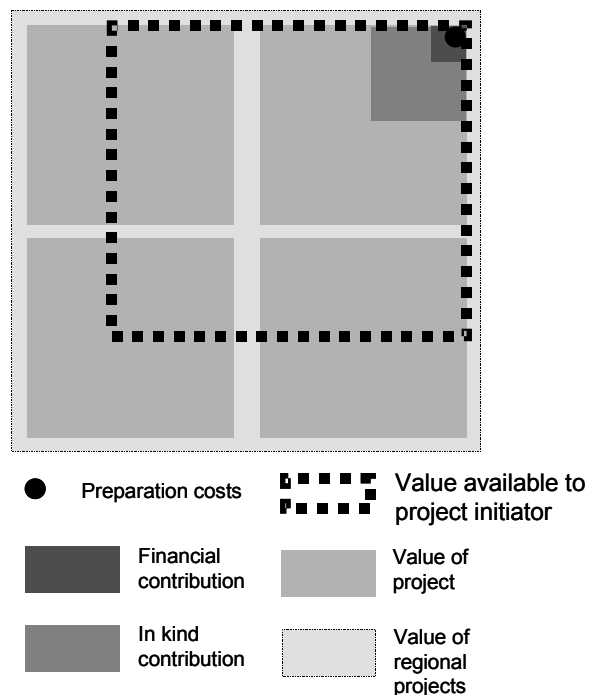 Preparation costs
Value available to
project initiator
Financial
contribution
Value of
project
In kind
contribution
Value of
regional
projects